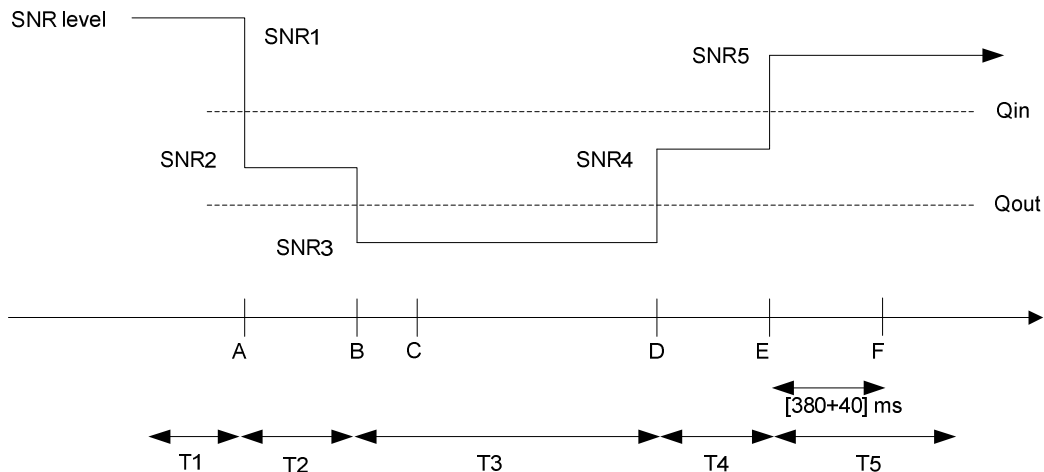 SNR level
SNR1
SNR5
Qin
SNR2
SNR4
Qout
SNR3
A
B
C
D
E
F
[380+40] ms
T1
T2
T3
T4
T5